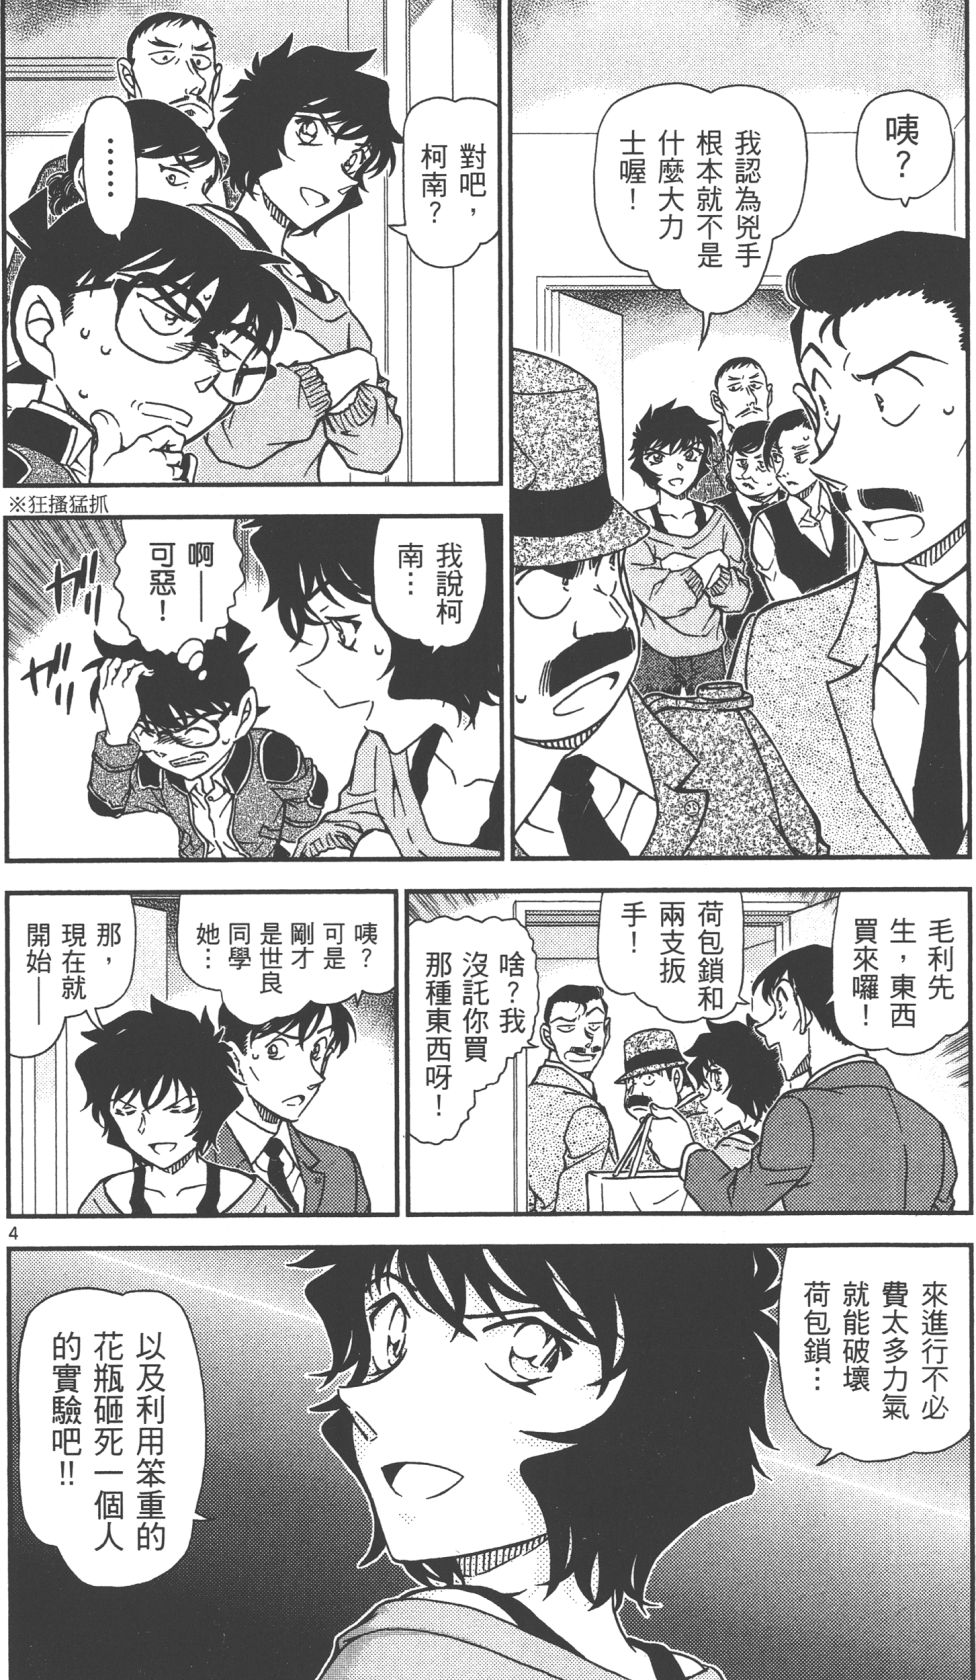 咦？
我認為兇手
根本就不是
什麼大力
士喔！
對吧，
柯南？
……
※狂搔猛抓
我說柯
南…
啊——
可惡！
毛利先
生，東西
買來囉！
荷包鎖和
兩支扳
手！
啥？我
沒託你買
那種東西呀！
咦？
可是
剛才
是世良
同學
她…
那，
現在就
開始——
4
來進行不必
費太多力氣
就能破壞
荷包鎖…
以及利用笨重的
花瓶砸死一個人
的實驗吧!!